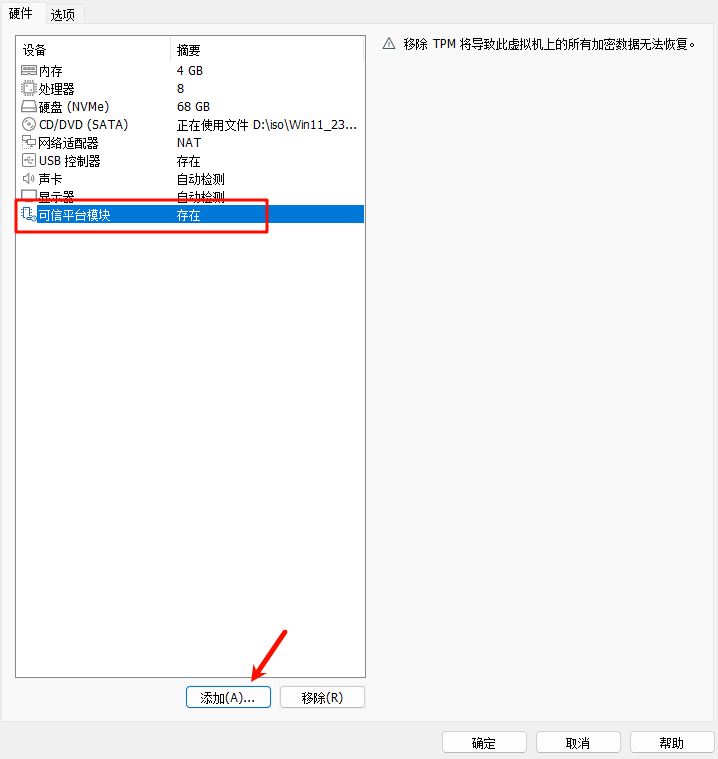 硬件 选项
设备 摘要
内存 4 GB
处理器 8
硬盘 (NVMe) 68 GB
CD/DVD (SATA) 正在使用文件 D:\iso\Win11_23...
网络适配器 NAT
USB 控制器 存在
声卡 自动检测
显示器 自动检测
可信平台模块 存在
移除 TPM 将导致此虚拟机上的所有加密数据无法恢复。
添加(A)... 移除(R)
确定 取消 帮助